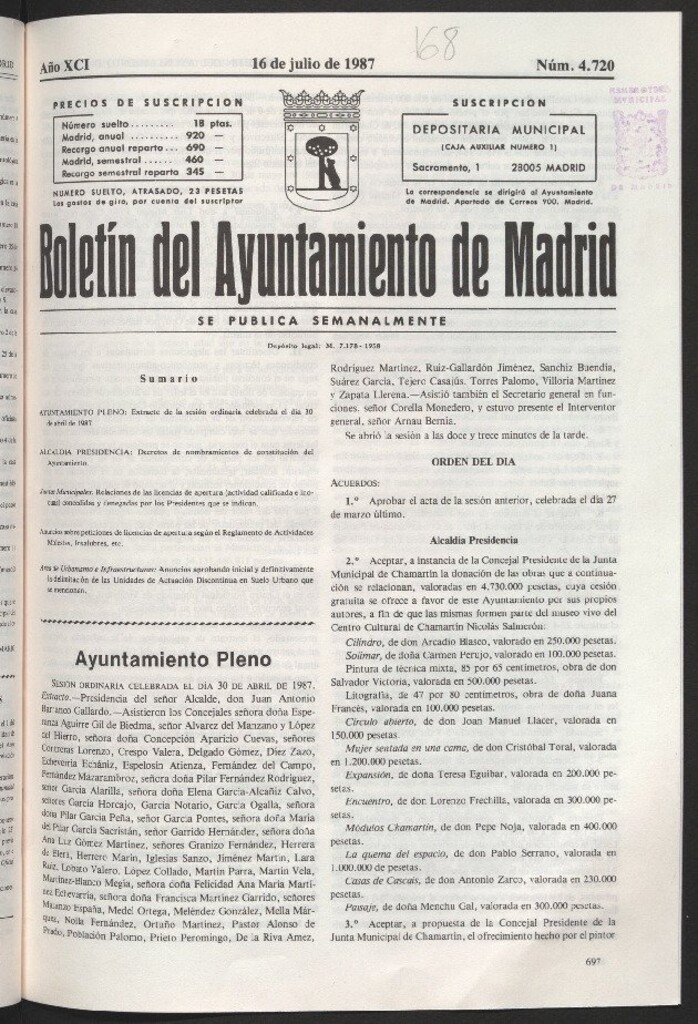 168
Año XCI 16 de julio de 1987 Núm. 4.720
PRECIOS DE SUSCRIPCION
Número suelto .......... 18 ptas.
Madrid, anual .......... 920 —
Recargo anual reparto ... 690 —
Madrid, semestral ...... 460 —
Recargo semestral reparto 345 —
NUMERO SUELTO, ATRASADO, 23 PESETAS
Los gastos de giro, por cuenta del suscriptor
SUSCRIPCION
DEPOSITARIA MUNICIPAL
(CAJA AUXILIAR NUMERO 1)
Sacramento, 1 28005 MADRID
La correspondencia se dirigirá al Ayuntamiento
de Madrid. Apartado de Correos 900. Madrid.
HEMEROTECA
MUNICIPAL
DE MADRID
Boletín del Ayuntamiento de Madrid
SE PUBLICA SEMANALMENTE
Depósito legal: M. 7.178 - 1958
Sumario
AYUNTAMIENTO PLENO: Extracto de la sesión ordinaria celebrada el día 30
de abril de 1987.
ALCALDIA PRESIDENCIA: Decretos de nombramientos de constitución del
Ayuntamiento.
Juntas Municipales: Relaciones de las licencias de apertura (actividad calificada e ino-
cua) concedidas y denegadas por los Presidentes que se indican.
Anuncios sobre peticiones de licencias de apertura según el Reglamento de Actividades
Molestas, Insalubres, etc.
Area de Urbanismo e Infraestructuras: Anuncios aprobando inicial y definitivamente
la delimitación de las Unidades de Actuación Discontinua en Suelo Urbano que
se mencionan.
Ayuntamiento Pleno
SESIÓN ORDINARIA CELEBRADA EL DÍA 30 DE ABRIL DE 1987.
Extracto.—Presidencia del señor Alcalde, don Juan Antonio
Barranco Gallardo.—Asistieron los Concejales señora doña Espe-
ranza Aguirre Gil de Biedma, señor Alvarez del Manzano y López
del Hierro, señora doña Concepción Aparicio Cuevas, señores
Contreras Lorenzo, Crespo Valera, Delgado Gómez, Díez Zazo,
Echeverría Echániz, Espelosín Atienza, Fernández del Campo,
Fernández Mazarambroz, señora doña Pilar Fernández Rodríguez,
señor García Alarilla, señora doña Elena García-Alcañiz Calvo,
señores García Horcajo, García Notario, García Ogalla, señora
doña Pilar García Peña, señor García Pontes, señora doña María
del Pilar García Sacristán, señor Garrido Hernández, señora doña
Ana Luz Gómez Martínez, señores Granizo Fernández, Herrera
de Elera, Herrero Marín, Iglesias Sanzo, Jiménez Martín, Lara
Ruiz, Lobato Valero, López Collado, Martín Parra, Martín Vela,
Martínez-Blanco Megía, señora doña Felicidad Ana María Martí-
nez Echevarría, señora doña Francisca Martínez Garrido, señores
Matanzo España, Medel Ortega, Meléndez González, Mella Már-
quez, Nolla Fernández, Ortuño Martínez, Pastor Alonso de
Prado, Población Palomo, Prieto Peromingo, De la Riva Amez,
Rodríguez Martínez, Ruiz-Gallardón Jiménez, Sanchiz Buendía,
Suárez García, Tejero Casajús, Torres Palomo, Villoria Martínez
y Zapata Llerena.—Asistió también el Secretario general en fun-
ciones, señor Corella Monedero, y estuvo presente el Interventor
general, señor Arnau Bernia.
Se abrió la sesión a las doce y trece minutos de la tarde.
ORDEN DEL DIA
ACUERDOS:
1.º Aprobar el acta de la sesión anterior, celebrada el día 27
de marzo último.
Alcaldía Presidencia
2.º Aceptar, a instancia de la Concejal Presidente de la Junta
Municipal de Chamartín la donación de las obras que a continua-
ción se relacionan, valoradas en 4.730.000 pesetas, cuya cesión
gratuita se ofrece a favor de este Ayuntamiento por sus propios
autores, a fin de que las mismas formen parte del museo vivo del
Centro Cultural de Chamartín Nicolás Salmerón:
Cilindro, de don Arcadio Blasco, valorado en 250.000 pesetas.
Solimar, de doña Carmen Perujo, valorado en 100.000 pesetas.
Pintura de técnica mixta, 85 por 65 centímetros, obra de don
Salvador Victoria, valorada en 500.000 pesetas.
Litografía, de 47 por 80 centímetros, obra de doña Juana
Francés, valorada en 100.000 pesetas.
Círculo abierto, de don Joan Manuel Llacer, valorada en
150.000 pesetas.
Mujer sentada en una cama, de don Cristóbal Toral, valorada
en 1.200.000 pesetas.
Expansión, de doña Teresa Eguibar, valorada en 200.000 pe-
setas.
Encuentro, de don Lorenzo Frechilla, valorada en 300.000 pe-
setas.
Módulos Chamartín, de don Pepe Noja, valorada en 400.000
pesetas.
La quema del espacio, de don Pablo Serrano, valorada en
1.000.000 de pesetas.
Casas de Cascais, de don Antonio Zarco, valorada en 230.000
pesetas.
Paisaje, de doña Menchu Gal, valorada en 300.000 pesetas.
3.º Aceptar, a propuesta de la Concejal Presidente de la
Junta Municipal de Chamartín, el ofrecimiento hecho por el pintor
697